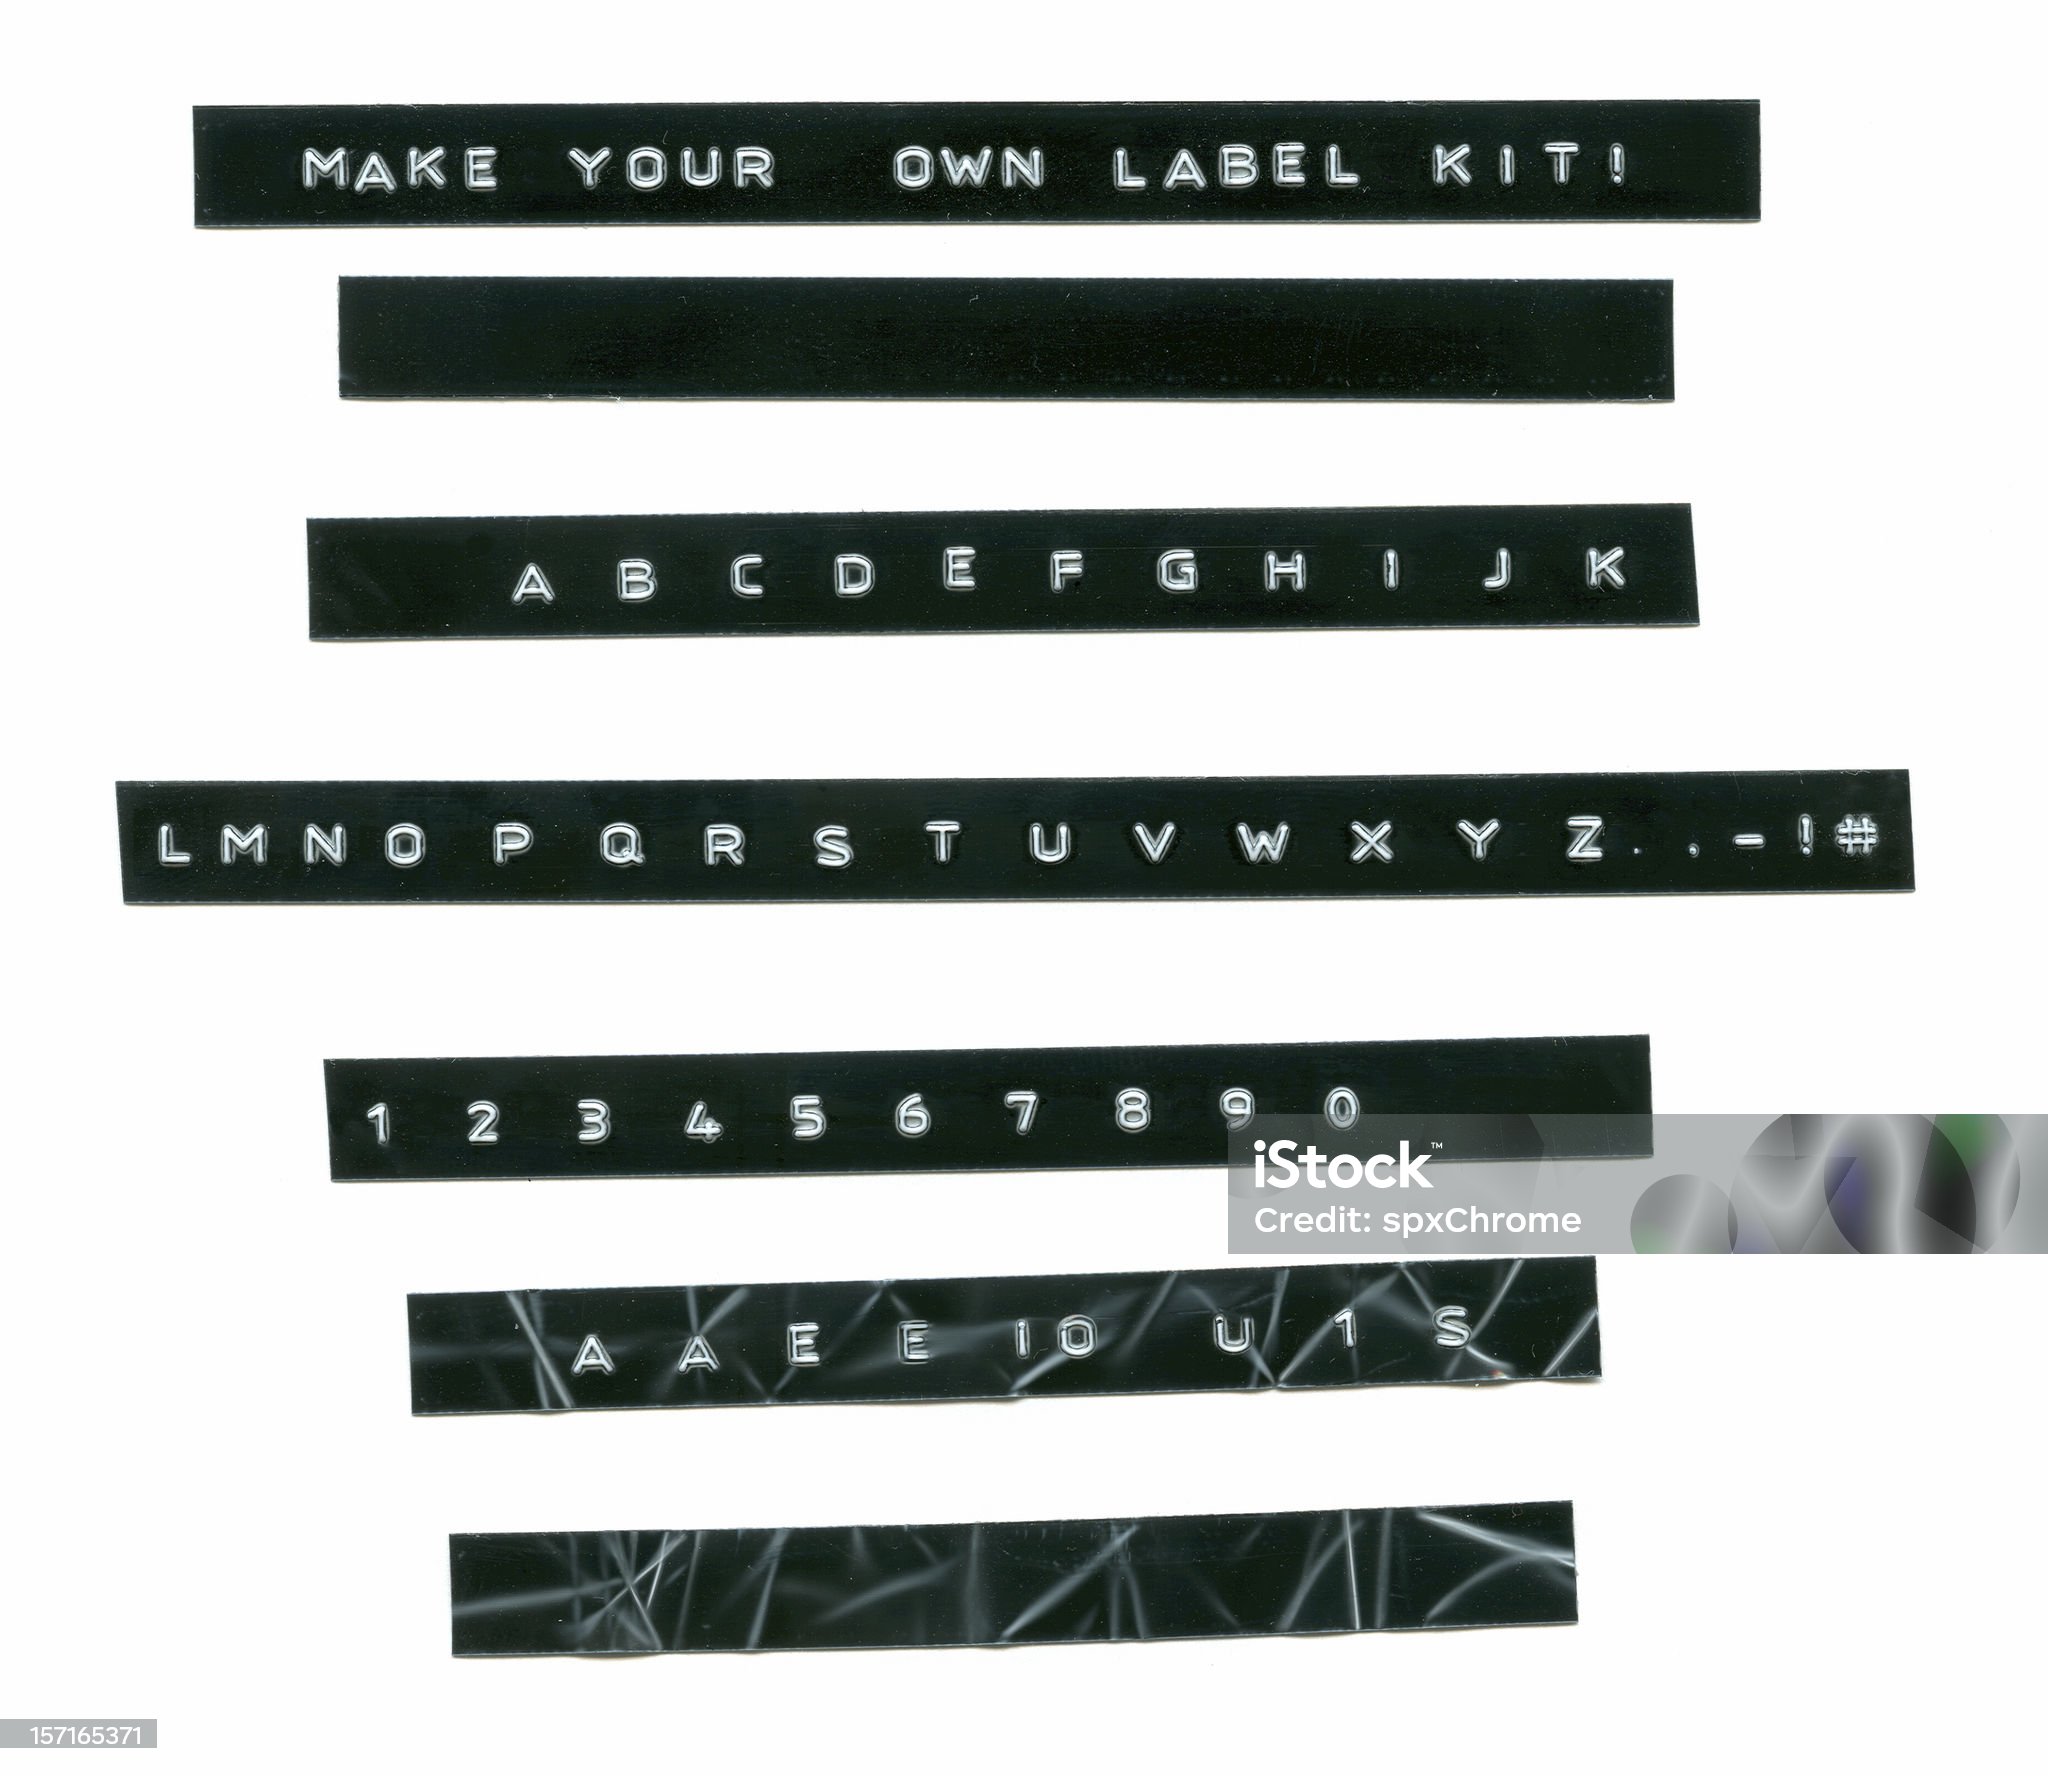 MAKE YOUR OWN LABEL KIT!
A B C D E F G H I J K
L M N O P Q R S T U V W X Y Z . , - ! #
1 2 3 4 5 6 7 8 9 0
iStock™
Credit: spxChrome
A A E E I O U 1 S
157165371